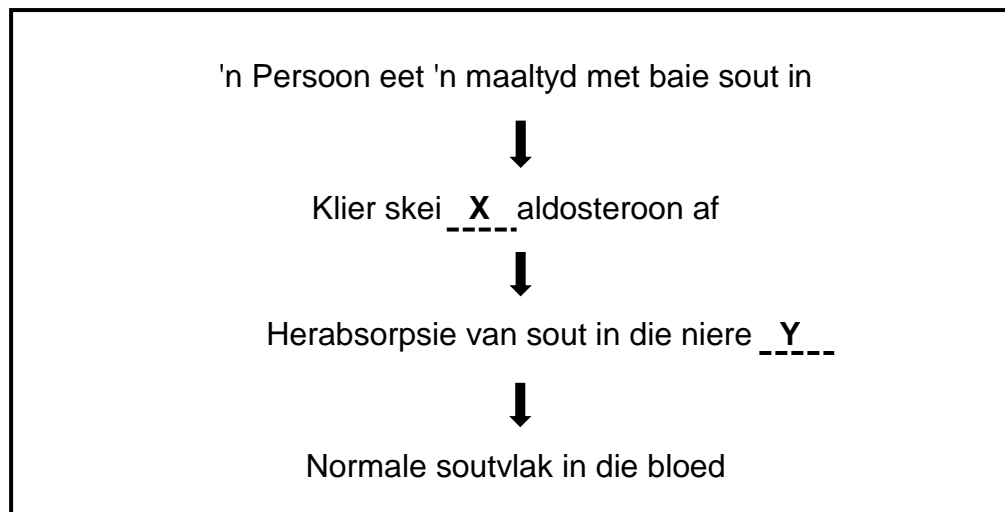 'n Persoon eet 'n maaltyd met baie sout in
Klier skei X aldosteroon af
Herabsorpsie van sout in die niere Y
Normale soutvlak in die bloed